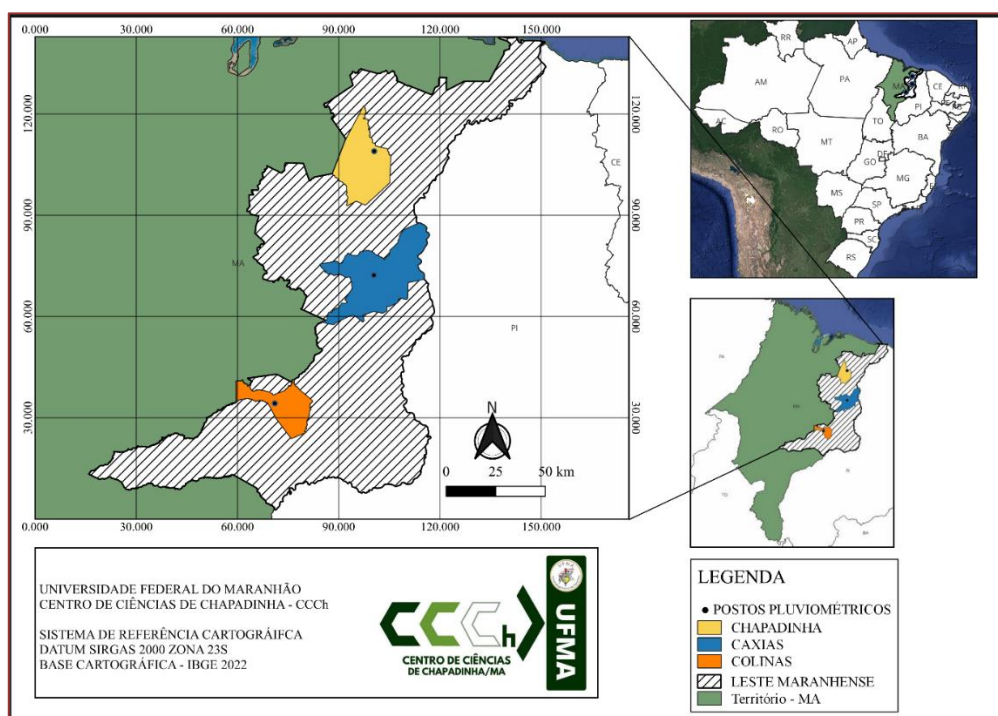 0.000
30.000
60.000
90.000
120.000
150.000
120.000
90.000
60.000
30.000
120.000
90.000
60.000
30.000
MA
CE
PI
N
0 25 50 km
0.000
30.000
60.000
90.000
120.000
150.000
RR
AP
AM
PA
MA
CE
PI
AC
RO
TO
MT
BA
DF
GO
MG
MS
SP
PR
SC
RS
UNIVERSIDADE FEDERAL DO MARANHÃO
CENTRO DE CIÊNCIAS DE CHAPADINHA - CCCh
SISTEMA DE REFERÊNCIA CARTOGRÁIFCA
DATUM SIRGAS 2000 ZONA 23S
BASE CARTOGRÁFICA - IBGE 2022
CCCh
CENTRO DE CIÊNCIAS
DE CHAPADINHA/MA
UFMA
LEGENDA
POSTOS PLUVIOMÉTRICOS
CHAPADINHA
CAXIAS
COLINAS
LESTE MARANHENSE
Território - MA